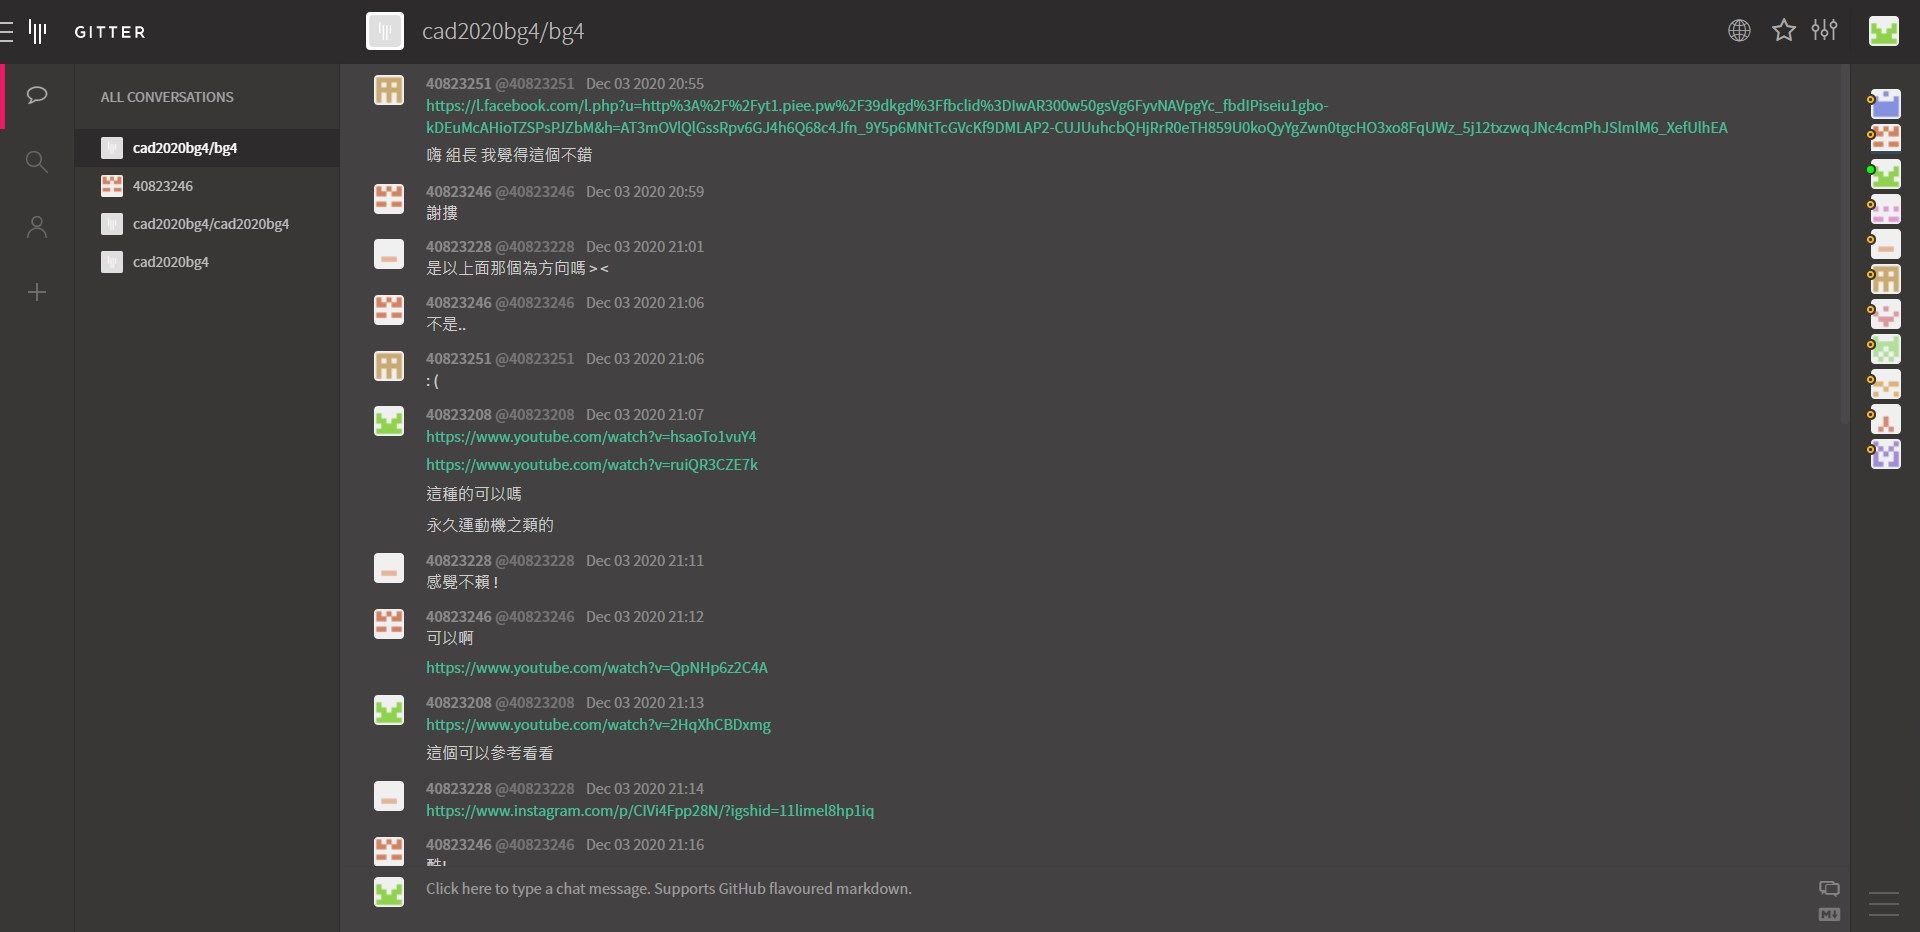 GITTER
cad2020bg4/bg4
ALL CONVERSATIONS
cad2020bg4/bg4
40823246
cad2020bg4/cad2020bg4
cad2020bg4
40823251 @40823251 Dec 03 2020 20:55
https://l.facebook.com/l.php?u=http%3A%2F%2Fyt1.piee.pw%2F39dkgd%3Ffbclid%3DIwAR300w50gsVg6FyvNAVpgYc_fbdIPiseiu1gbo-
kDEuMcAHioTZSPsPJZbM&h=AT3mOVlQlGssRpv6GJ4h6Q68c4Jfn_9Y5p6MNtTcGVcKf9DMLAP2-CUJUuhcbQHjRrR0eTH859U0koQyYgZwn0tgcHO3xo8FqUWz_5j12txzwqJNc4cmPhJSlmlM6_XefUlhEA
嗨 組長 我覺得這個不錯
40823246 @40823246 Dec 03 2020 20:59
謝摟
40823228 @40823228 Dec 03 2020 21:01
是以上面那個為方向嗎 > <
40823246 @40823246 Dec 03 2020 21:06
不是..
40823251 @40823251 Dec 03 2020 21:06
: (
40823208 @40823208 Dec 03 2020 21:07
https://www.youtube.com/watch?v=hsaoTo1vuY4
https://www.youtube.com/watch?v=ruiQR3CZE7k
這種的可以嗎
永久運動機之類的
40823228 @40823228 Dec 03 2020 21:11
感覺不賴 !
40823246 @40823246 Dec 03 2020 21:12
可以啊
https://www.youtube.com/watch?v=QpNHp6z2C4A
40823208 @40823208 Dec 03 2020 21:13
https://www.youtube.com/watch?v=2HqXhCBDxmg
這個可以參考看看
40823228 @40823228 Dec 03 2020 21:14
https://www.instagram.com/p/CIVi4Fpp28N/?igshid=11limel8hp1iq
40823246 @40823246 Dec 03 2020 21:16
酷!
Click here to type a chat message. Supports GitHub flavoured markdown.